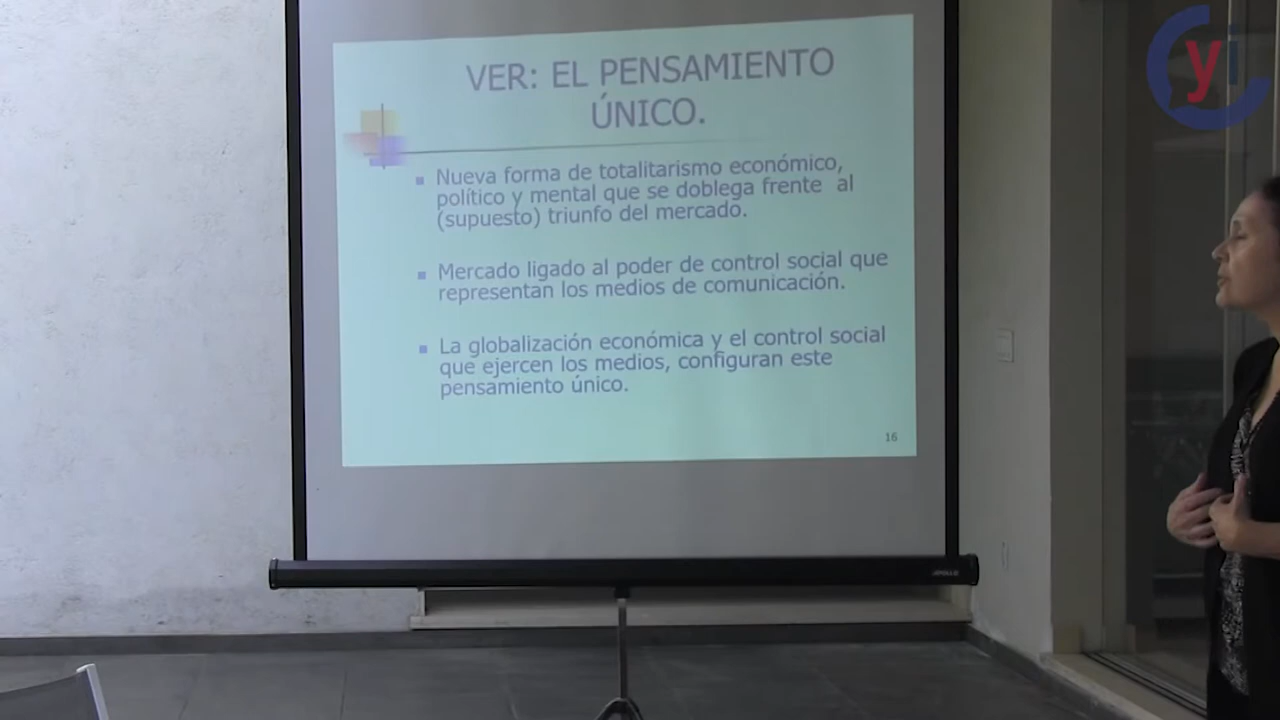 yi
VER: EL PENSAMIENTO
ÚNICO.
Nueva forma de totalitarismo económico,
político y mental que se doblega frente al
(supuesto) triunfo del mercado.
Mercado ligado al poder de control social que
representan los medios de comunicación.
La globalización económica y el control social
que ejercen los medios, configuran este
pensamiento único.
16
APOLLO